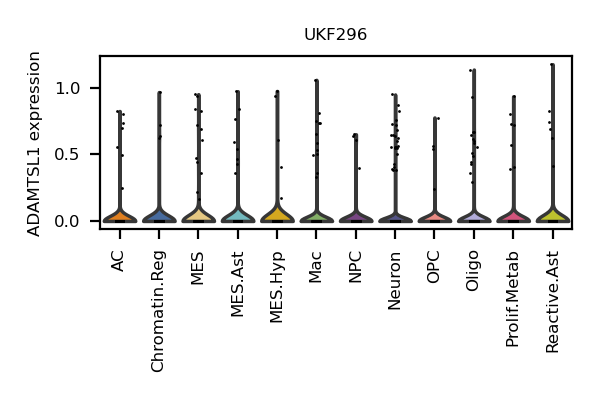 UKF296
ADAMTSL1 expression
1.0
0.5
0.0
AC
Chromatin.Reg
MES
MES.Ast
MES.Hyp
Mac
NPC
Neuron
OPC
Oligo
Prolif.Metab
Reactive.Ast